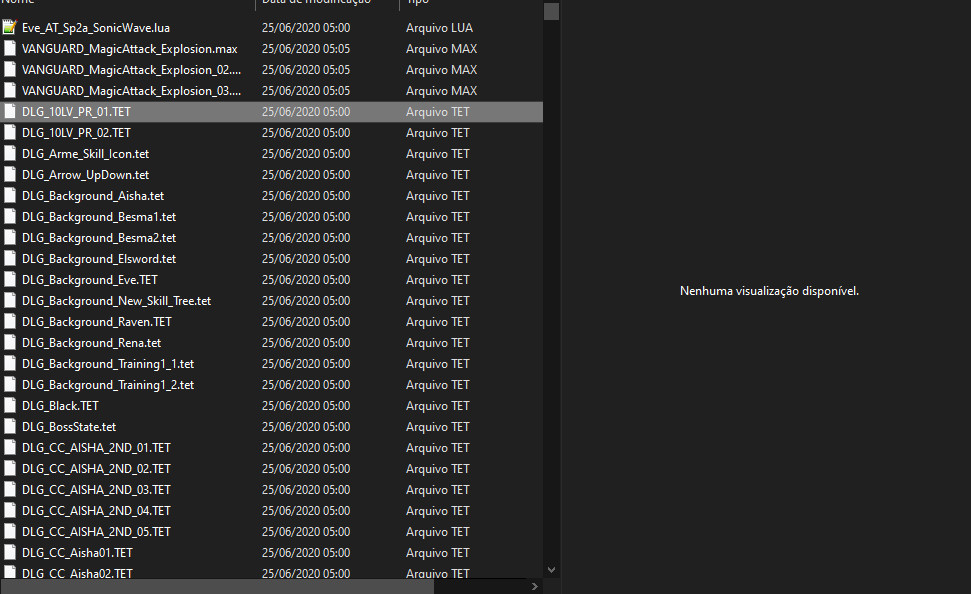 Nome Data de modificação Tipo
Eve_AT_Sp2a_SonicWave.lua 25/06/2020 05:00 Arquivo LUA
VANGUARD_MagicAttack_Explosion.max 25/06/2020 05:05 Arquivo MAX
VANGUARD_MagicAttack_Explosion_02.... 25/06/2020 05:05 Arquivo MAX
VANGUARD_MagicAttack_Explosion_03.... 25/06/2020 05:05 Arquivo MAX
DLG_10LV_PR_01.TET 25/06/2020 05:00 Arquivo TET
DLG_10LV_PR_02.TET 25/06/2020 05:00 Arquivo TET
DLG_Arme_Skill_Icon.tet 25/06/2020 05:00 Arquivo TET
DLG_Arrow_UpDown.tet 25/06/2020 05:00 Arquivo TET
DLG_Background_Aisha.tet 25/06/2020 05:00 Arquivo TET
DLG_Background_Besma1.tet 25/06/2020 05:00 Arquivo TET
DLG_Background_Besma2.tet 25/06/2020 05:00 Arquivo TET
DLG_Background_Elsword.tet 25/06/2020 05:00 Arquivo TET
DLG_Background_Eve.TET 25/06/2020 05:00 Arquivo TET
DLG_Background_New_Skill_Tree.tet 25/06/2020 05:00 Arquivo TET
DLG_Background_Raven.TET 25/06/2020 05:00 Arquivo TET
DLG_Background_Rena.tet 25/06/2020 05:00 Arquivo TET
DLG_Background_Training1_1.tet 25/06/2020 05:00 Arquivo TET
DLG_Background_Training1_2.tet 25/06/2020 05:00 Arquivo TET
DLG_Black.TET 25/06/2020 05:00 Arquivo TET
DLG_BossState.tet 25/06/2020 05:00 Arquivo TET
DLG_CC_AISHA_2ND_01.TET 25/06/2020 05:00 Arquivo TET
DLG_CC_AISHA_2ND_02.TET 25/06/2020 05:00 Arquivo TET
DLG_CC_AISHA_2ND_03.TET 25/06/2020 05:00 Arquivo TET
DLG_CC_AISHA_2ND_04.TET 25/06/2020 05:00 Arquivo TET
DLG_CC_AISHA_2ND_05.TET 25/06/2020 05:00 Arquivo TET
DLG_CC_Aisha01.TET 25/06/2020 05:00 Arquivo TET
DLG_CC_Aisha02.TET 25/06/2020 05:00 Arquivo TET
Nenhuma visualização disponível.